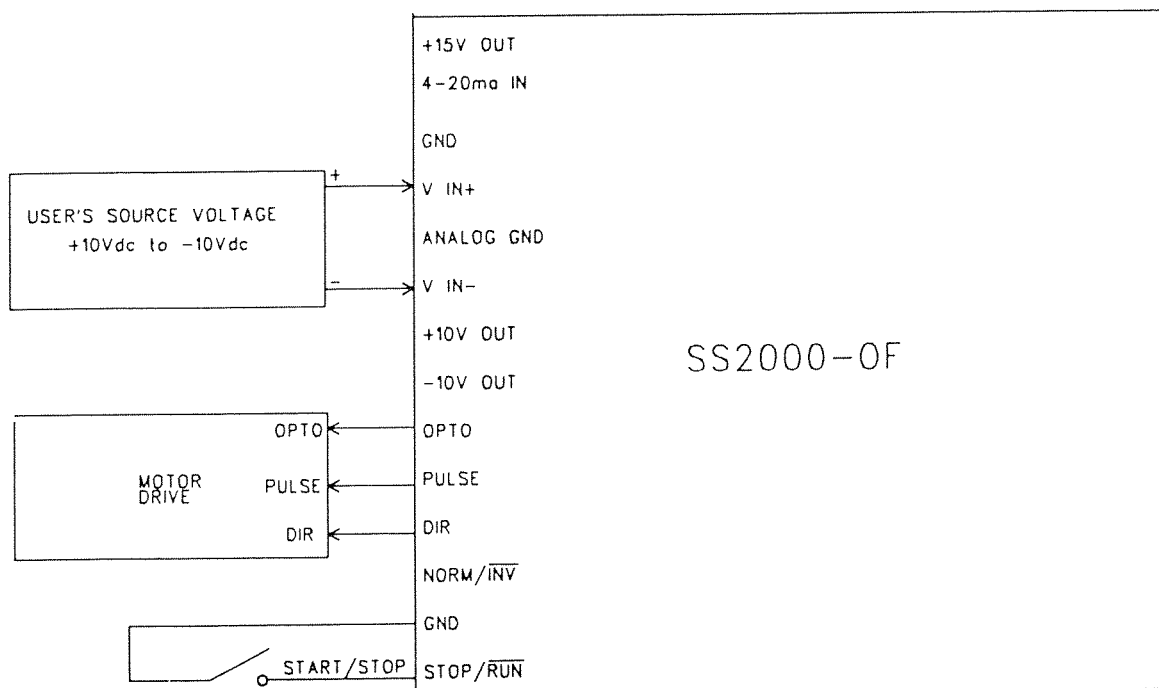 +15V OUT
4-20ma IN
GND
+
V IN+
USER'S SOURCE VOLTAGE
+10Vdc to -10Vdc
ANALOG GND
-
V IN-
+10V OUT
SS2000-OF
-10V OUT
OPTO
OPTO
MOTOR
DRIVE
PULSE
PULSE
DIR
DIR
NORM/INV
GND
START/STOP
STOP/RUN